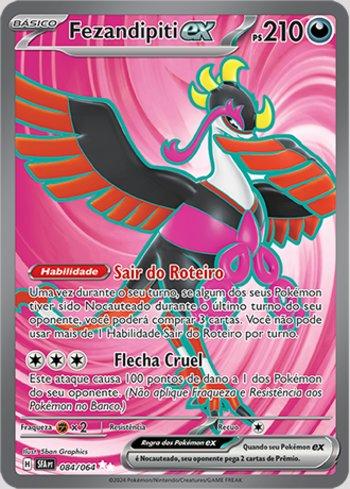 BÁSICO
Fezandipiti ex PS 210
Habilidade Sair do Roteiro
Uma vez durante o seu turno, se algum dos seus Pokémon
tiver sido Nocauteado durante o último turno do seu
oponente, você poderá comprar 3 cartas. Você não pode
usar mais de 1 Habilidade Sair do Roteiro por turno.
Flecha Cruel
Este ataque causa 100 pontos de dano a 1 dos Pokémon
do seu oponente. (Não aplique Fraqueza e Resistência aos
Pokémon no Banco.)
Fraqueza x2 Resistência Recuo
Ilustr. 5ban Graphics
Regra dos Pokémon ex Quando seu Pokémon ex
é Nocauteado, seu oponente pega 2 cartas de Prêmio.
H SFA PT 084/064
©2024 Pokémon/Nintendo/Creatures/GAME FREAK